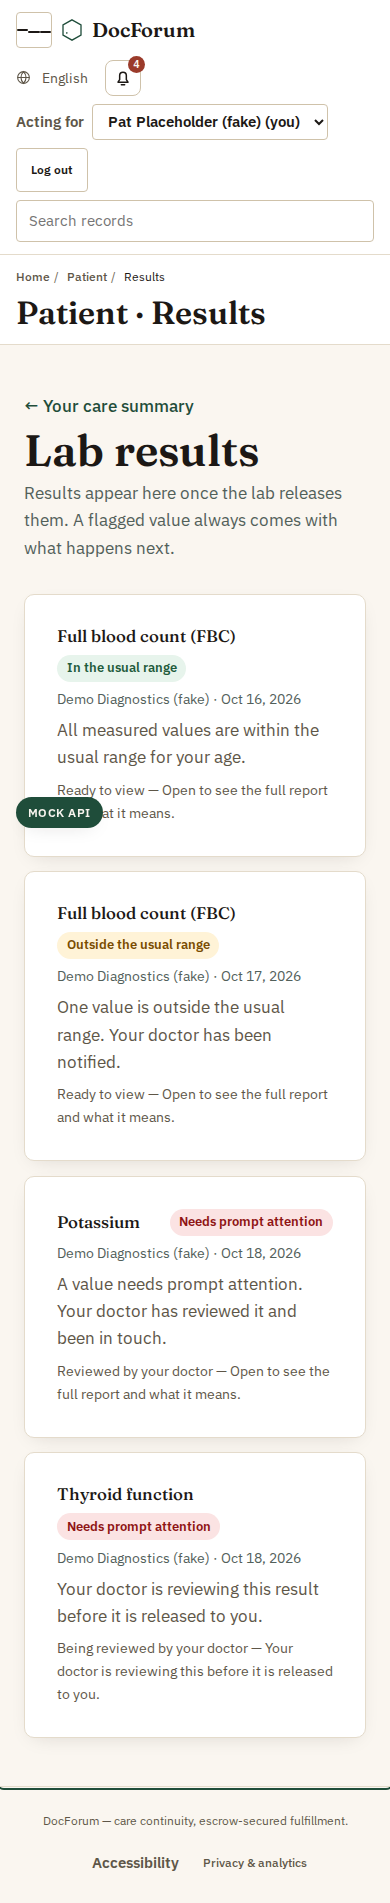 DocForum
English
4
Acting for Pat Placeholder (fake) (you)
Log out
Search records
Home / Patient / Results
Patient · Results
← Your care summary
Lab results
Results appear here once the lab releases
them. A flagged value always comes with
what happens next.
Full blood count (FBC)
In the usual range
Demo Diagnostics (fake) · Oct 16, 2026
All measured values are within the
usual range for your age.
Ready to view — Open to see the full report
MOCK API at it means.
Full blood count (FBC)
Outside the usual range
Demo Diagnostics (fake) · Oct 17, 2026
One value is outside the usual
range. Your doctor has been
notified.
Ready to view — Open to see the full report
and what it means.
Potassium Needs prompt attention
Demo Diagnostics (fake) · Oct 18, 2026
A value needs prompt attention.
Your doctor has reviewed it and
been in touch.
Reviewed by your doctor — Open to see the
full report and what it means.
Thyroid function
Needs prompt attention
Demo Diagnostics (fake) · Oct 18, 2026
Your doctor is reviewing this result
before it is released to you.
Being reviewed by your doctor — Your
doctor is reviewing this before it is released
to you.
DocForum — care continuity, escrow-secured fulfillment.
Accessibility Privacy & analytics